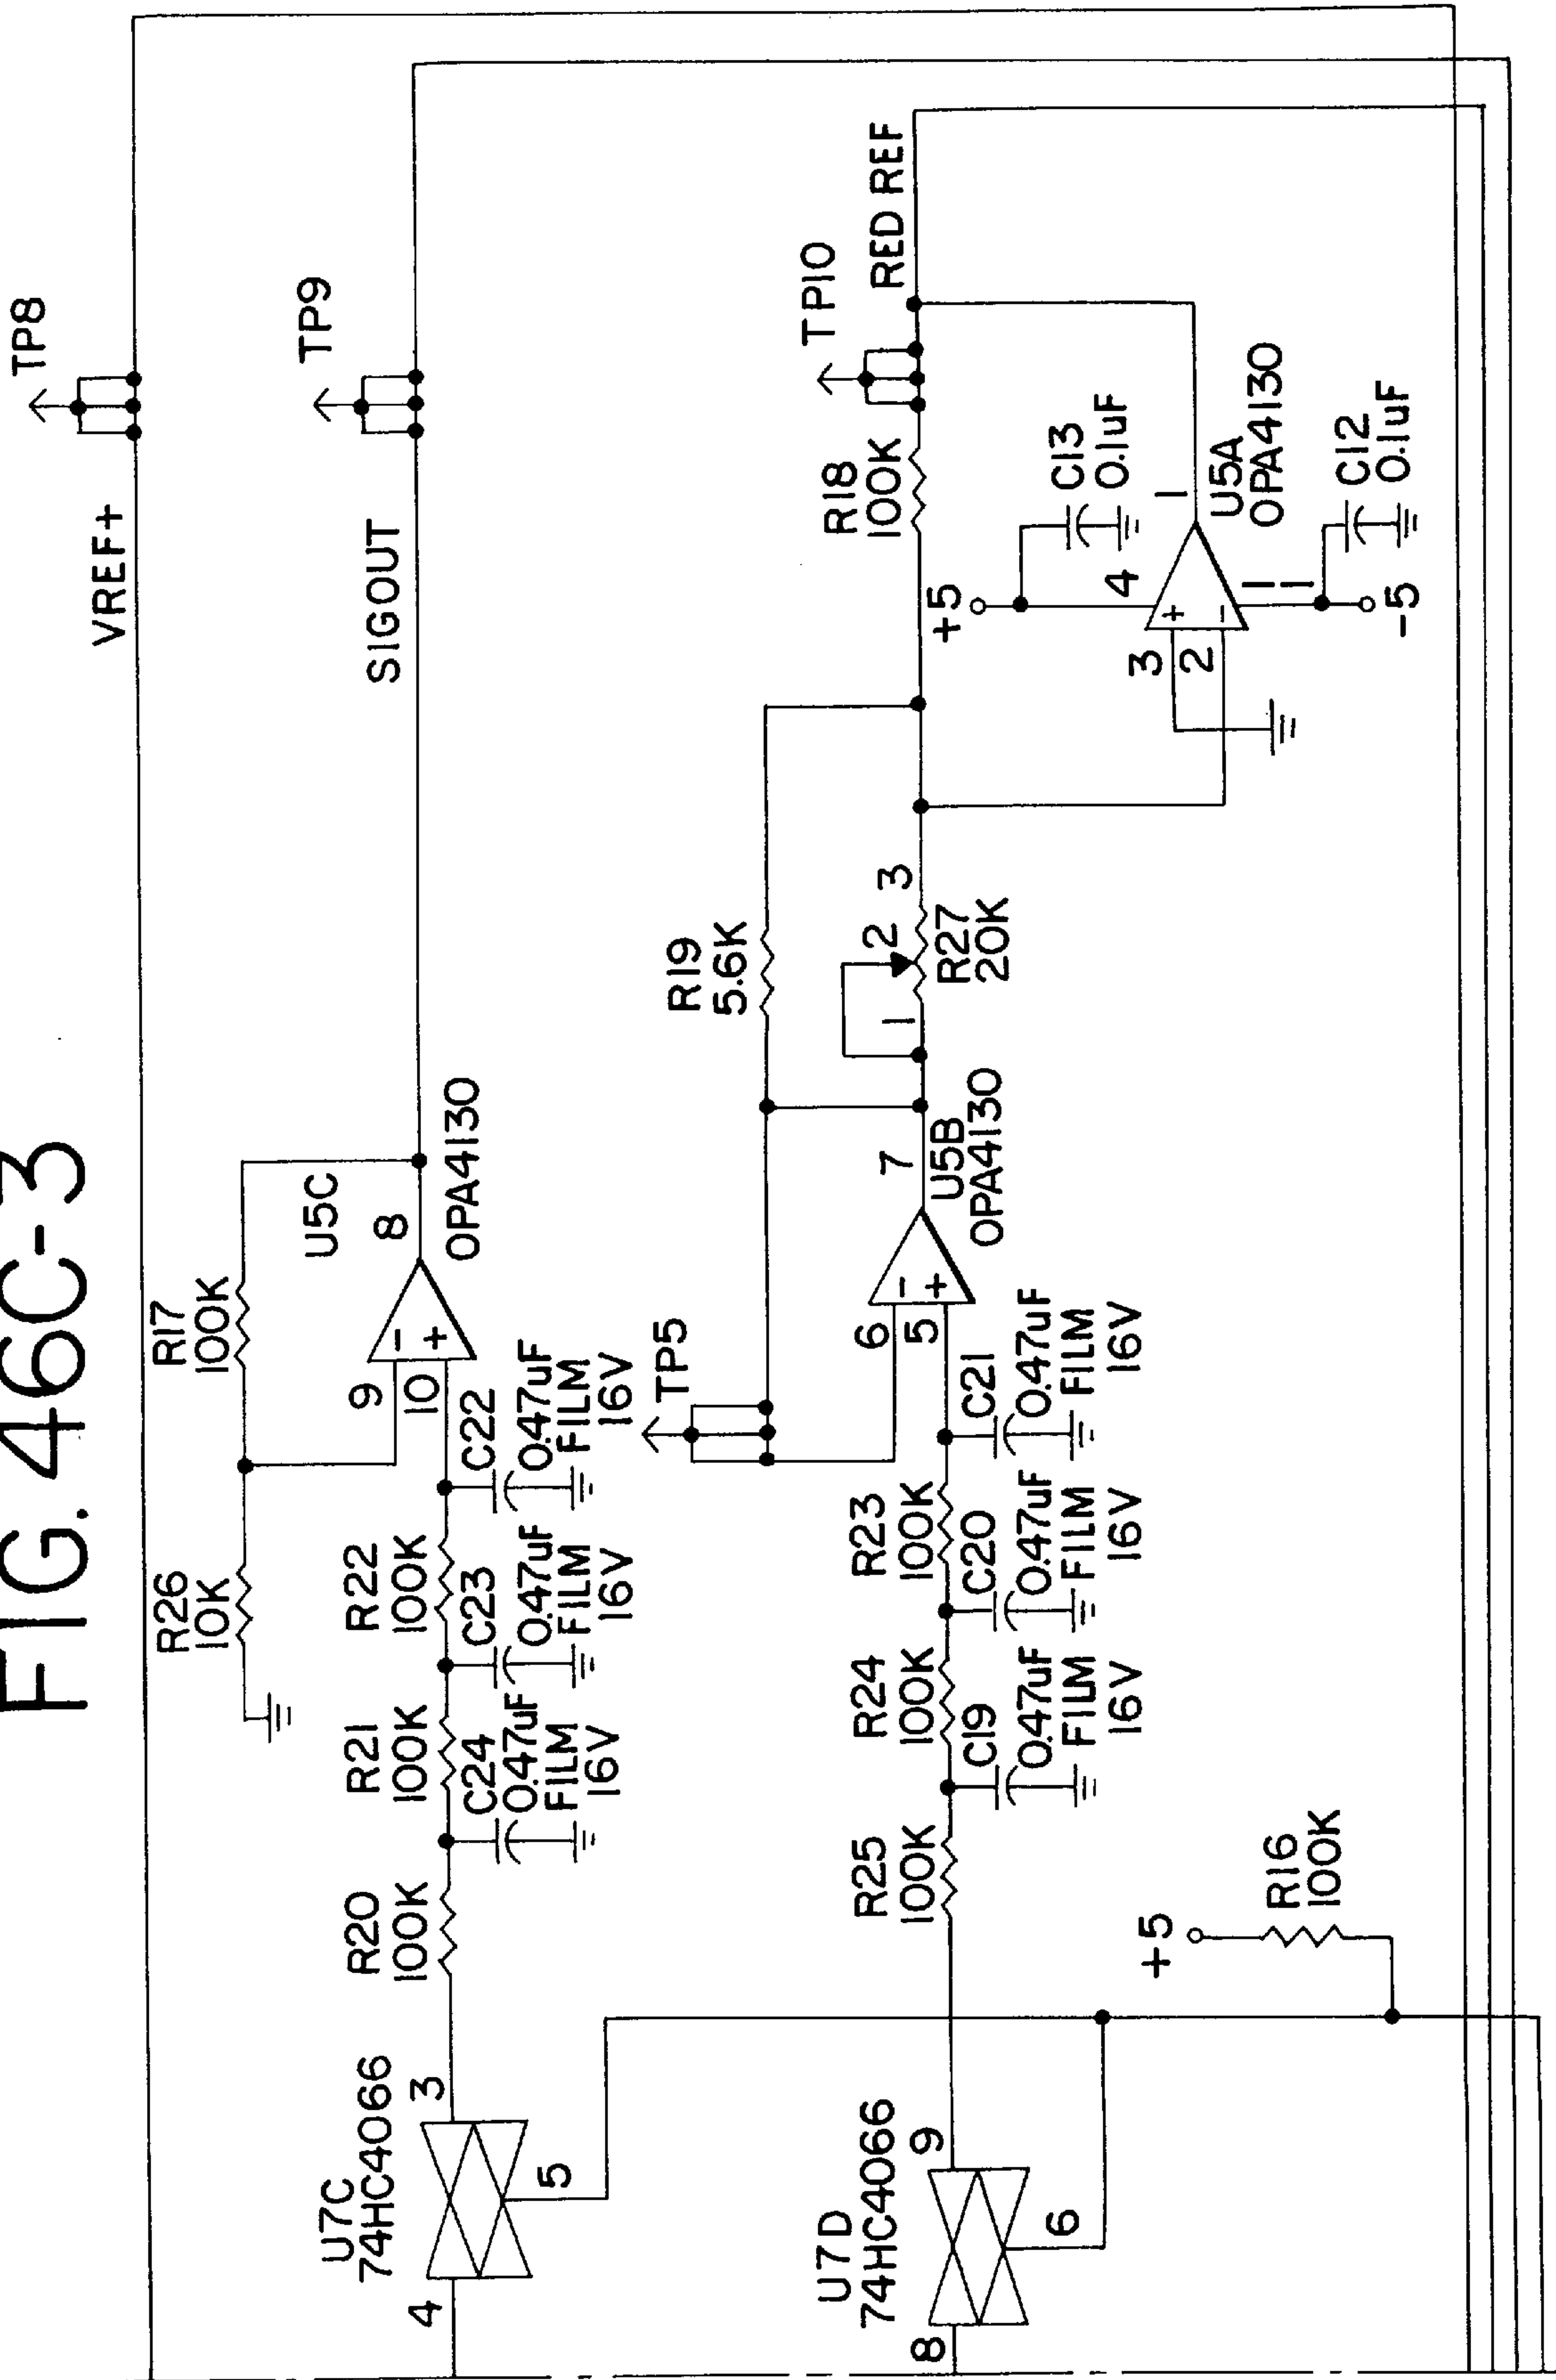 FIG. 46C-3
TP8
VREF+
TP9
SIGOUT
R17
100K
R26
10K
U5C
8
OPA4130
9
10
R22
100K
C22
0.47uF
FILM
16V
R21
100K
C23
0.47uF
FILM
16V
R20
100K
C24
0.47uF
FILM
16V
U7C
74HC4066
3
4
5
TP10
RED REF
R18
100K
R19
5.6K
TP5
2
3
1
R27
20K
7
U5B
OPA4130
6
5
-
+
R23
100K
C21
0.47uF
FILM
16V
R24
100K
C20
0.47uF
FILM
16V
R25
100K
C19
0.47uF
FILM
16V
U7D
74HC4066
9
8
6
+5
C13
0.1uF
4
1
U5A
OPA4130
3
2
+
-
11
C12
0.1uF
-5
+5
R16
100K
-
+